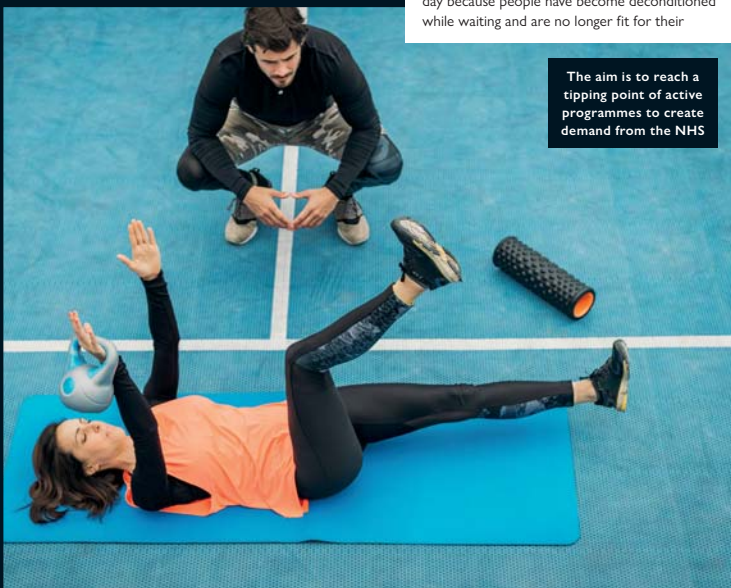 day because people have become deconditioned
while waiting and are no longer fit for their
The aim is to reach a
tipping point of active
programmes to create
demand from the NHS